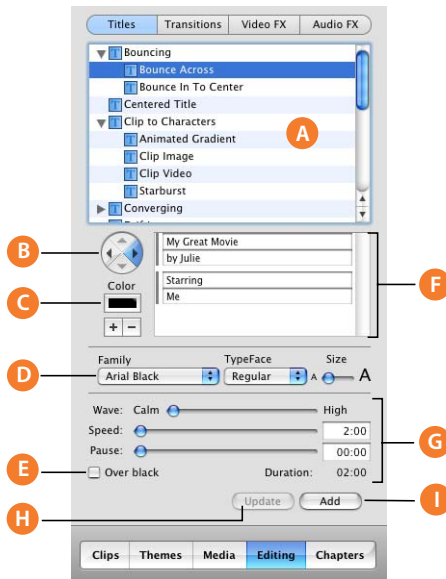 Titles Transitions Video FX Audio FX
Bouncing
Bounce Across
Bounce In To Center
Centered Title
Clip to Characters
Animated Gradient
Clip Image
Clip Video
Starburst
Converging
A
B
My Great Movie
by Julie
Starring
Me
F
Color
C
+ −
Family TypeFace Size
D Arial Black Regular A A
Wave: Calm High
Speed: 2:00
Pause: 00:00
G
E Over black Duration: 02:00
H Update Add I
Clips Themes Media Editing Chapters